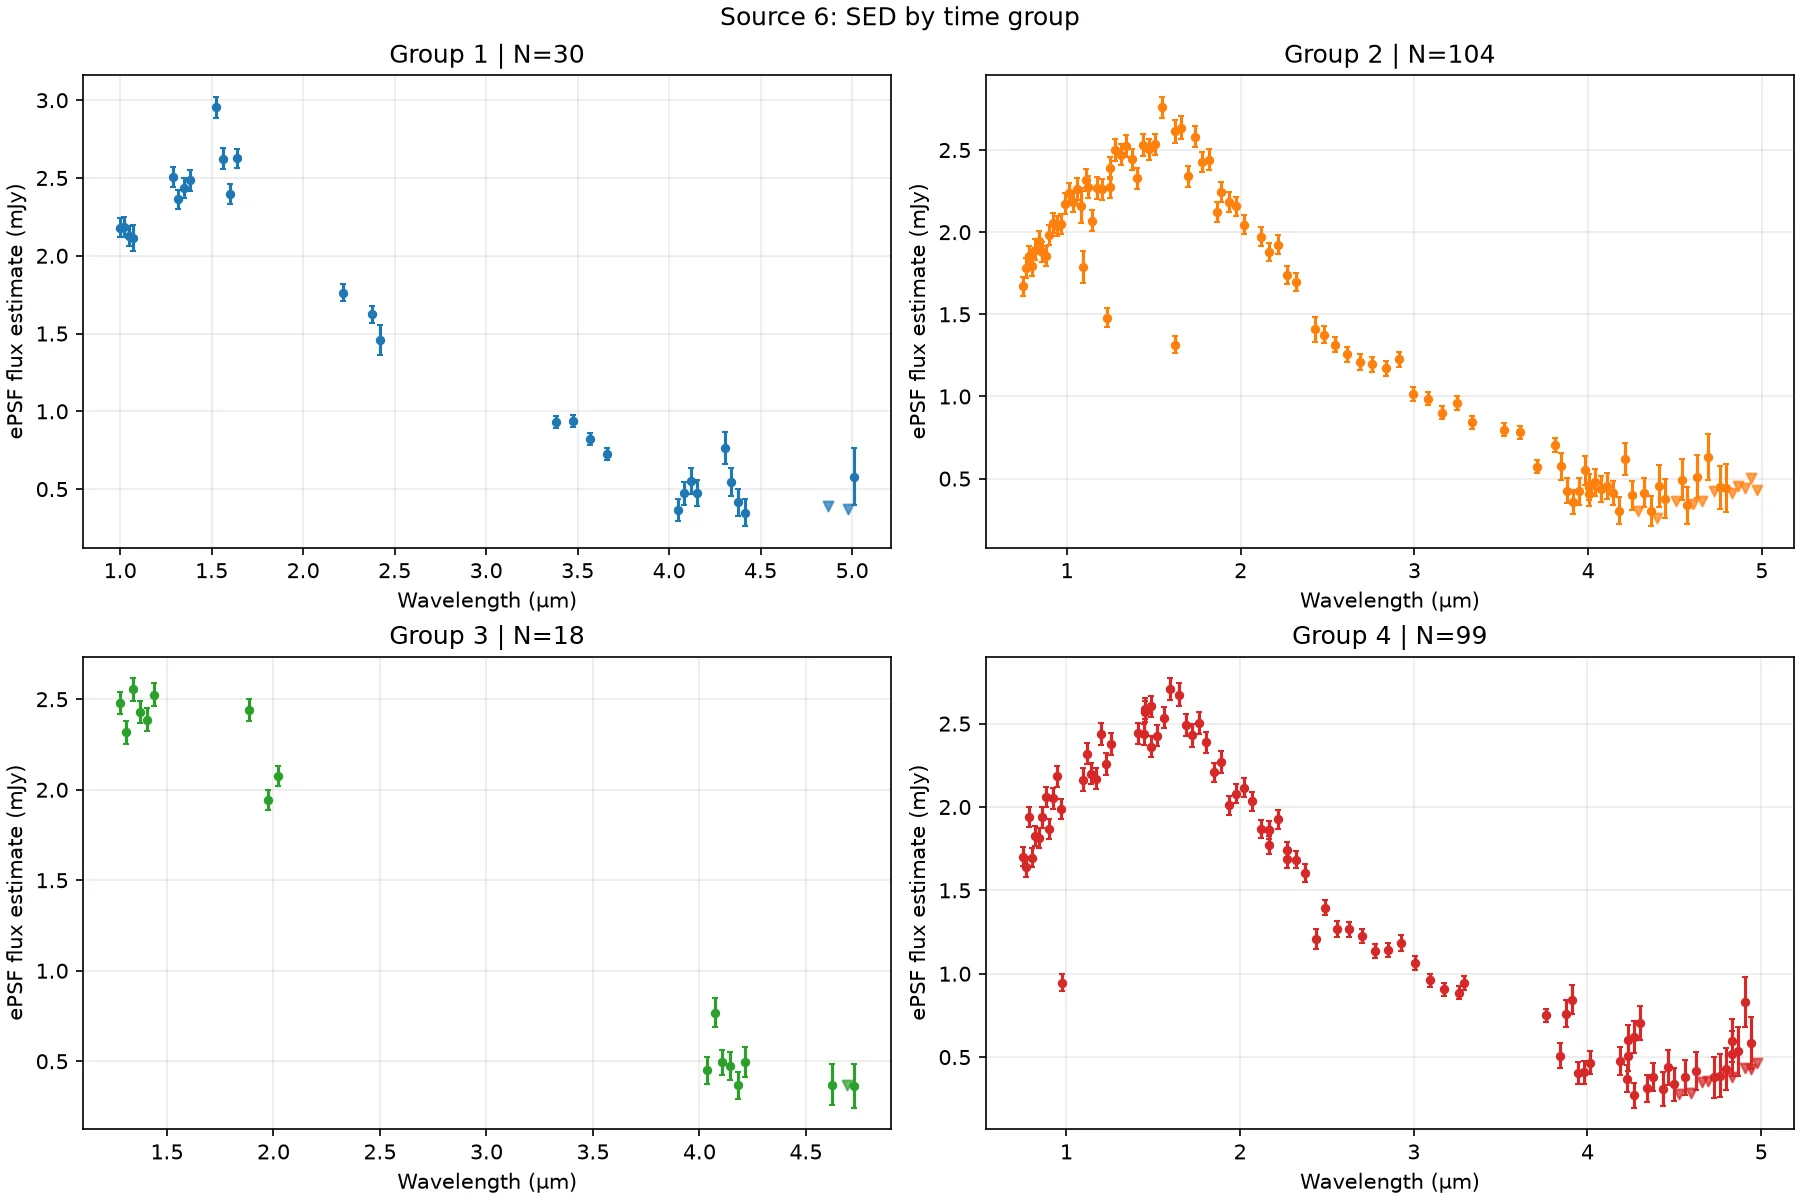 Source 6: SED by time group
Group 1 | N=30
ePSF flux estimate (mJy)
3.0
2.5
2.0
1.5
1.0
0.5
1.0 1.5 2.0 2.5 3.0 3.5 4.0 4.5 5.0
Wavelength (µm)
Group 2 | N=104
ePSF flux estimate (mJy)
2.5
2.0
1.5
1.0
0.5
1 2 3 4 5
Wavelength (µm)
Group 3 | N=18
ePSF flux estimate (mJy)
2.5
2.0
1.5
1.0
0.5
1.5 2.0 2.5 3.0 3.5 4.0 4.5
Wavelength (µm)
Group 4 | N=99
ePSF flux estimate (mJy)
2.5
2.0
1.5
1.0
0.5
1 2 3 4 5
Wavelength (µm)